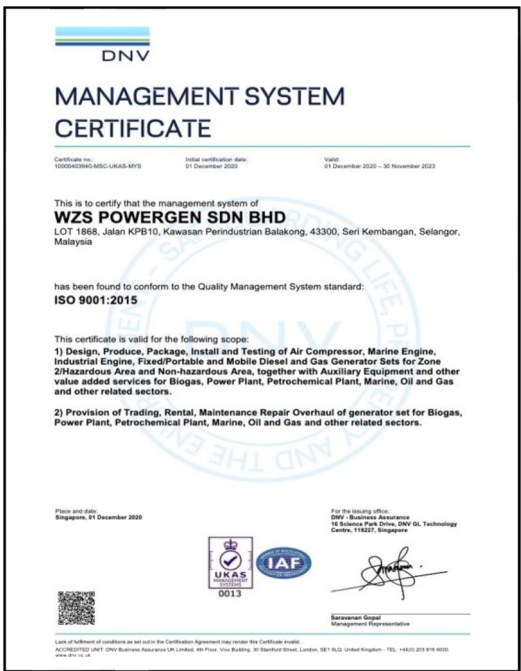 DNV
MANAGEMENT SYSTEM
CERTIFICATE
Certificate no.: Initial certification date: Valid:
10000403940-MSC-UKAS-MYS 01 December 2020 01 December 2020 – 30 November 2023
This is to certify that the management system of
WZS POWERGEN SDN BHD
LOT 1868, Jalan KPB10, Kawasan Perindustrian Balakong, 43300, Seri Kembangan, Selangor,
Malaysia
has been found to conform to the Quality Management System standard:
ISO 9001:2015
This certificate is valid for the following scope:
1) Design, Produce, Package, Install and Testing of Air Compressor, Marine Engine,
Industrial Engine, Fixed/Portable and Mobile Diesel and Gas Generator Sets for Zone
2/Hazardous Area and Non-hazardous Area, together with Auxiliary Equipment and other
value added services for Biogas, Power Plant, Petrochemical Plant, Marine, Oil and Gas
and other related sectors.
2) Provision of Trading, Rental, Maintenance Repair Overhaul of generator set for Biogas,
Power Plant, Petrochemical Plant, Marine, Oil and Gas and other related sectors.
Place and date:
Singapore, 01 December 2020
For the issuing office:
DNV - Business Assurance
16 Science Park Drive, DNV GL Technology
Centre, 118227, Singapore
UKAS
MANAGEMENT
SYSTEMS
0013
IAF
Saravanan Gopal
Management Representative
Lack of fulfilment of conditions as set out in the Certification Agreement may render this Certificate invalid.
ACCREDITED UNIT: DNV Business Assurance UK Limited, 4th Floor, Vivo Building, 30 Stamford Street, London, SE1 9LQ, United Kingdom - TEL: +44(0) 203 816 4000.
www.dnv.co.uk